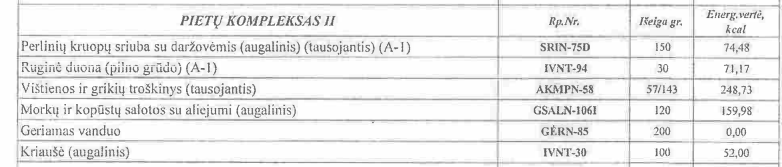 PIETŲ KOMPLEKSAS II Rp.Nr. Išeiga gr. Energ.vertė, kcal
Perlinių kruopų sriuba su daržovėmis (augalinis) (tausojantis) (A-1) SRIN-75D 150 74,48
Ruginė duona (pilno grūdo) (A-1) IVNT-94 30 71,17
Vištienos ir grikių troškinys (tausojantis) AKMPN-58 57/143 248,73
Morkų ir kopūstų salotos su aliejumi (augalinis) GSALN-1061 120 159,98
Geriamas vanduo GĖRN-85 200 0,00
Kriaušė (augalinis) IVNT-30 100 52,00